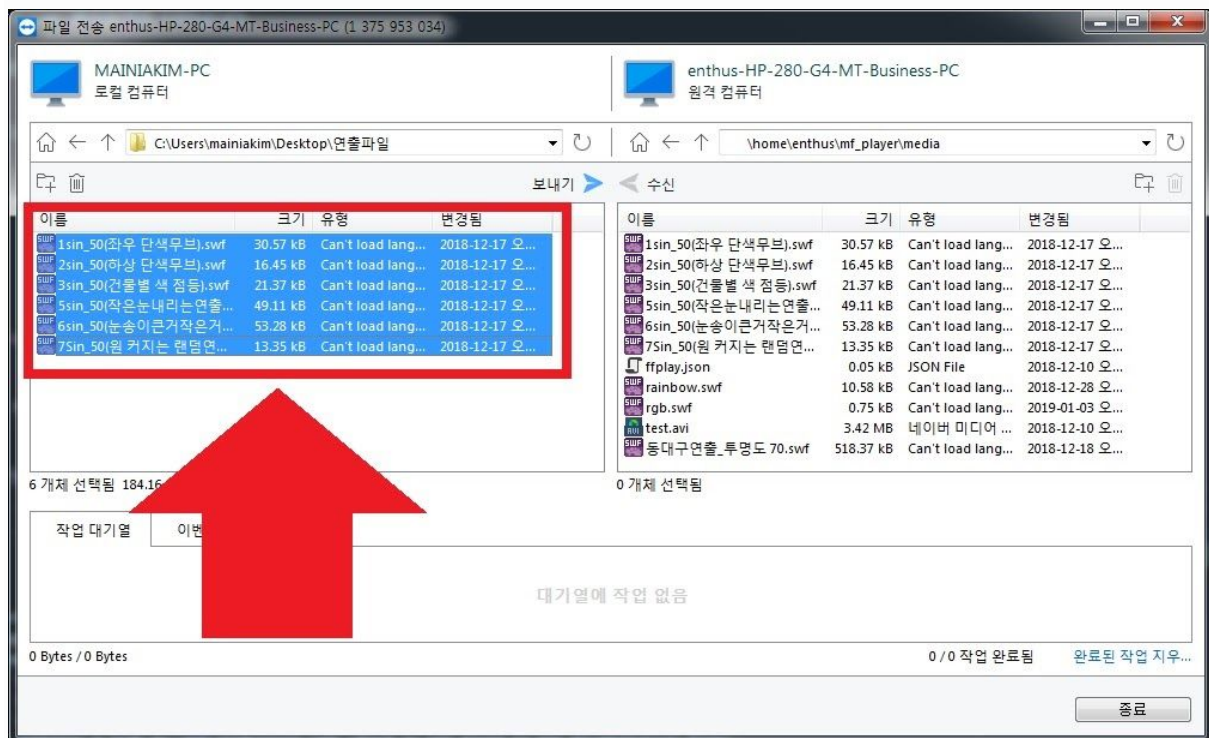 파일 전송 enthus-HP-280-G4-MT-Business-PC (1 375 953 034)
MAINIAKIM-PC
로컬 컴퓨터
enthus-HP-280-G4-MT-Business-PC
원격 컴퓨터
C:\Users\mainiakim\Desktop\연출파일
\home\enthus\mf_player\media
보내기
수신
이름 크기 유형 변경됨
1sin_50(좌우 단색무브).swf 30.57 kB Can't load lang... 2018-12-17 오...
2sin_50(하상 단색무브).swf 16.45 kB Can't load lang... 2018-12-17 오...
3sin_50(건물별 색 점등).swf 21.37 kB Can't load lang... 2018-12-17 오...
5sin_50(작은눈내리는연출... 49.11 kB Can't load lang... 2018-12-17 오...
6sin_50(눈송이큰거작은거... 53.28 kB Can't load lang... 2018-12-17 오...
7Sin_50(원 커지는 랜덤연... 13.35 kB Can't load lang... 2018-12-17 오...
6 개체 선택됨 184.16
이름 크기 유형 변경됨
1sin_50(좌우 단색무브).swf 30.57 kB Can't load lang... 2018-12-17 오...
2sin_50(하상 단색무브).swf 16.45 kB Can't load lang... 2018-12-17 오...
3sin_50(건물별 색 점등).swf 21.37 kB Can't load lang... 2018-12-17 오...
5sin_50(작은눈내리는연출... 49.11 kB Can't load lang... 2018-12-17 오...
6sin_50(눈송이큰거작은거... 53.28 kB Can't load lang... 2018-12-17 오...
7Sin_50(원 커지는 랜덤연... 13.35 kB Can't load lang... 2018-12-17 오...
ffplay.json 0.05 kB JSON File 2018-12-10 오...
rainbow.swf 10.58 kB Can't load lang... 2018-12-28 오...
rgb.swf 0.75 kB Can't load lang... 2019-01-03 오...
test.avi 3.42 MB 네이버 미디어 ... 2018-12-10 오...
동대구연출_투명도 70.swf 518.37 kB Can't load lang... 2018-12-18 오...
0 개체 선택됨
작업 대기열 이벤
대기열에 작업 없음
0 Bytes / 0 Bytes
0 / 0 작업 완료됨 완료된 작업 지우...
종료